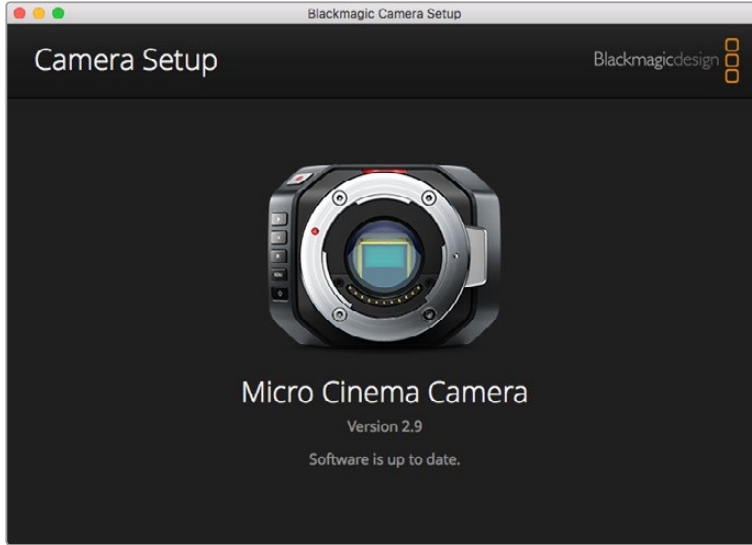 Blackmagic Camera Setup
Camera Setup
Blackmagicdesign
Micro Cinema Camera
Version 2.9
Software is up to date.